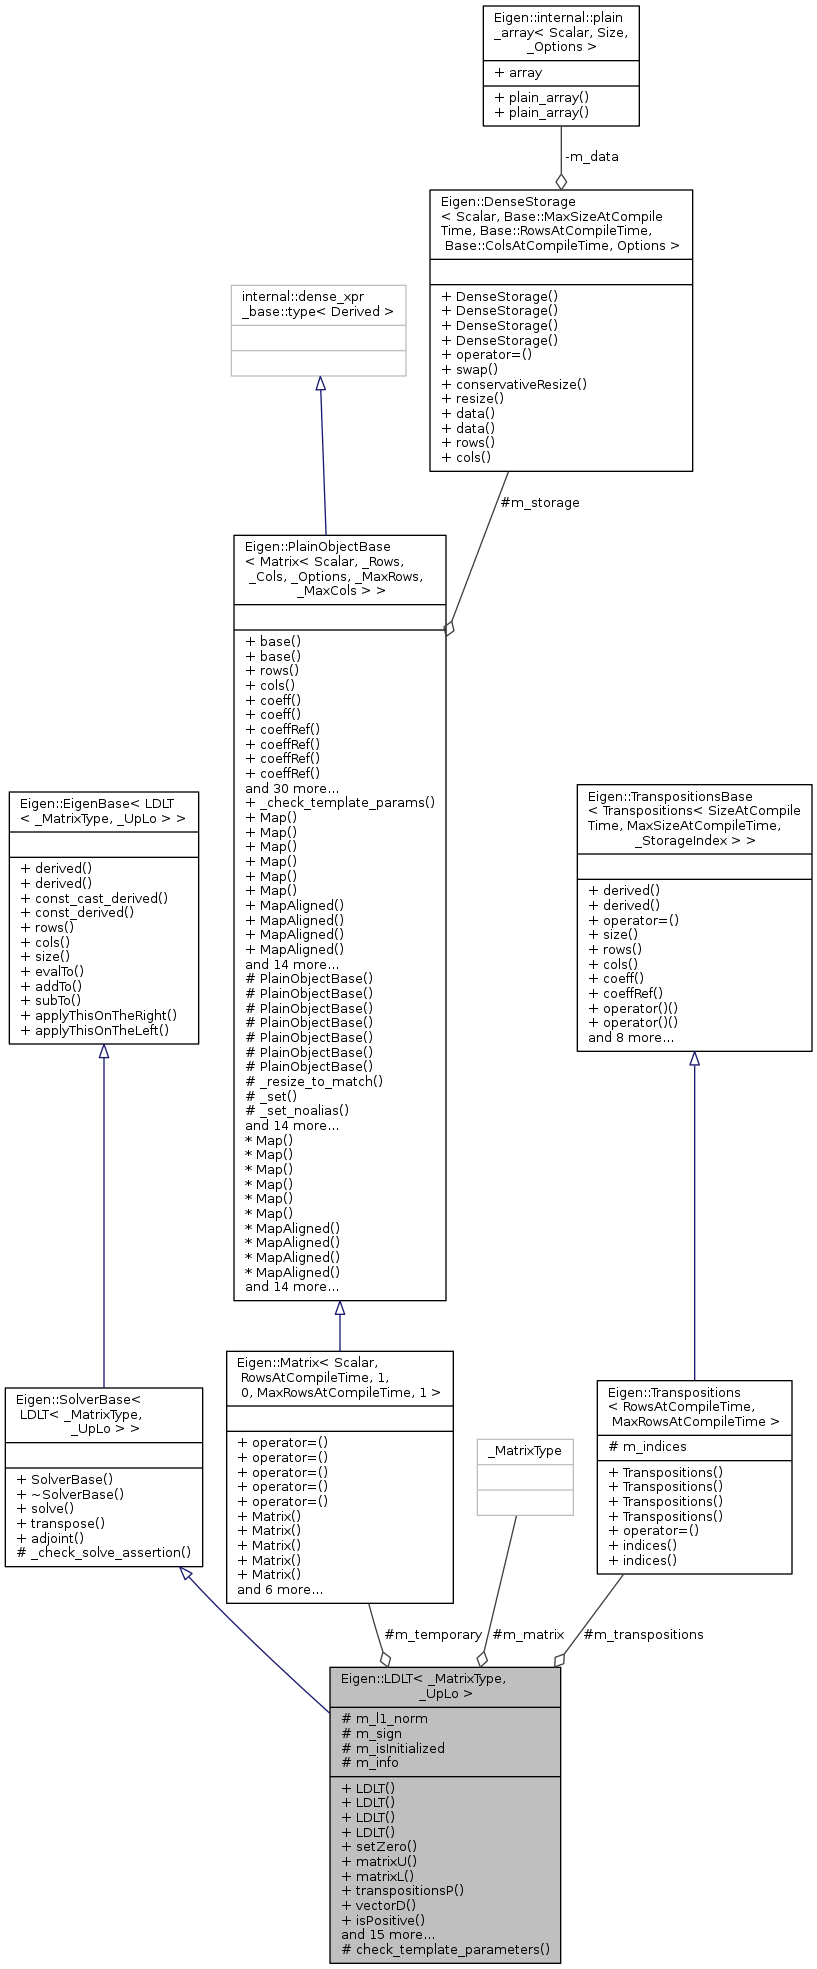 Eigen::internal::plain
_array< Scalar, Size,
_Options >
+ array
+ plain_array()
+ plain_array()
-m_data
Eigen::DenseStorage
< Scalar, Base::MaxSizeAtCompile
Time, Base::RowsAtCompileTime,
Base::ColsAtCompileTime, Options >
+ DenseStorage()
+ DenseStorage()
+ DenseStorage()
+ DenseStorage()
+ operator=()
+ swap()
+ conservativeResize()
+ resize()
+ data()
+ data()
+ rows()
+ cols()
internal::dense_xpr
_base::type< Derived >
#m_storage
Eigen::PlainObjectBase
< Matrix< Scalar, _Rows,
_Cols, _Options, _MaxRows,
_MaxCols > >
+ base()
+ base()
+ rows()
+ cols()
+ coeff()
+ coeff()
+ coeffRef()
+ coeffRef()
+ coeffRef()
+ coeffRef()
and 30 more...
+ _check_template_params()
+ Map()
+ Map()
+ Map()
+ Map()
+ Map()
+ Map()
+ MapAligned()
+ MapAligned()
+ MapAligned()
+ MapAligned()
and 14 more...
# PlainObjectBase()
# PlainObjectBase()
# PlainObjectBase()
# PlainObjectBase()
# PlainObjectBase()
# PlainObjectBase()
# PlainObjectBase()
# _resize_to_match()
# _set()
# _set_noalias()
and 14 more...
* Map()
* Map()
* Map()
* Map()
* Map()
* Map()
* MapAligned()
* MapAligned()
* MapAligned()
* MapAligned()
and 14 more...
Eigen::EigenBase< LDLT
< _MatrixType, _UpLo > >
+ derived()
+ derived()
+ const_cast_derived()
+ const_derived()
+ rows()
+ cols()
+ size()
+ evalTo()
+ addTo()
+ subTo()
+ applyThisOnTheRight()
+ applyThisOnTheLeft()
Eigen::TranspositionsBase
< Transpositions< SizeAtCompile
Time, MaxSizeAtCompileTime,
_StorageIndex > >
+ derived()
+ derived()
+ operator=()
+ size()
+ rows()
+ cols()
+ coeff()
+ coeffRef()
+ operator()()
+ operator()()
and 8 more...
Eigen::SolverBase<
LDLT< _MatrixType,
_UpLo > >
+ SolverBase()
+ ~SolverBase()
+ solve()
+ transpose()
+ adjoint()
# _check_solve_assertion()
Eigen::Matrix< Scalar,
RowsAtCompileTime, 1,
0, MaxRowsAtCompileTime, 1 >
+ operator=()
+ operator=()
+ operator=()
+ operator=()
+ operator=()
+ Matrix()
+ Matrix()
+ Matrix()
+ Matrix()
+ Matrix()
and 6 more...
_MatrixType
Eigen::Transpositions
< RowsAtCompileTime,
MaxRowsAtCompileTime >
# m_indices
+ Transpositions()
+ Transpositions()
+ Transpositions()
+ Transpositions()
+ operator=()
+ indices()
+ indices()
#m_temporary
#m_matrix
#m_transpositions
Eigen::LDLT< _MatrixType,
_UpLo >
# m_l1_norm
# m_sign
# m_isInitialized
# m_info
+ LDLT()
+ LDLT()
+ LDLT()
+ LDLT()
+ setZero()
+ matrixU()
+ matrixL()
+ transpositionsP()
+ vectorD()
+ isPositive()
and 15 more...
# check_template_parameters()